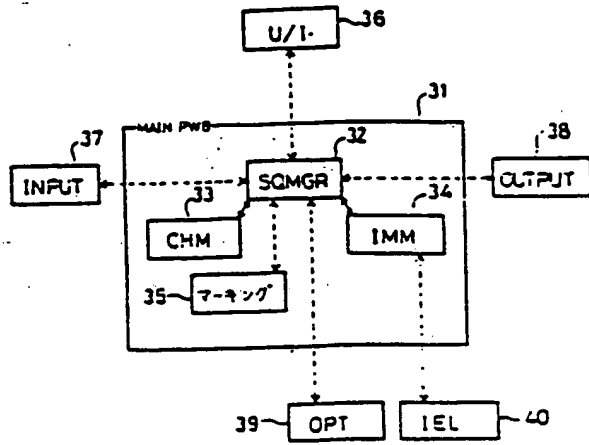 U/I
36
31
MAIN PWB
37
32
38
INPUT
SQMGR
OUTPUT
33
34
CHM
IMM
35
マーキング
39
OPT
IEL
40